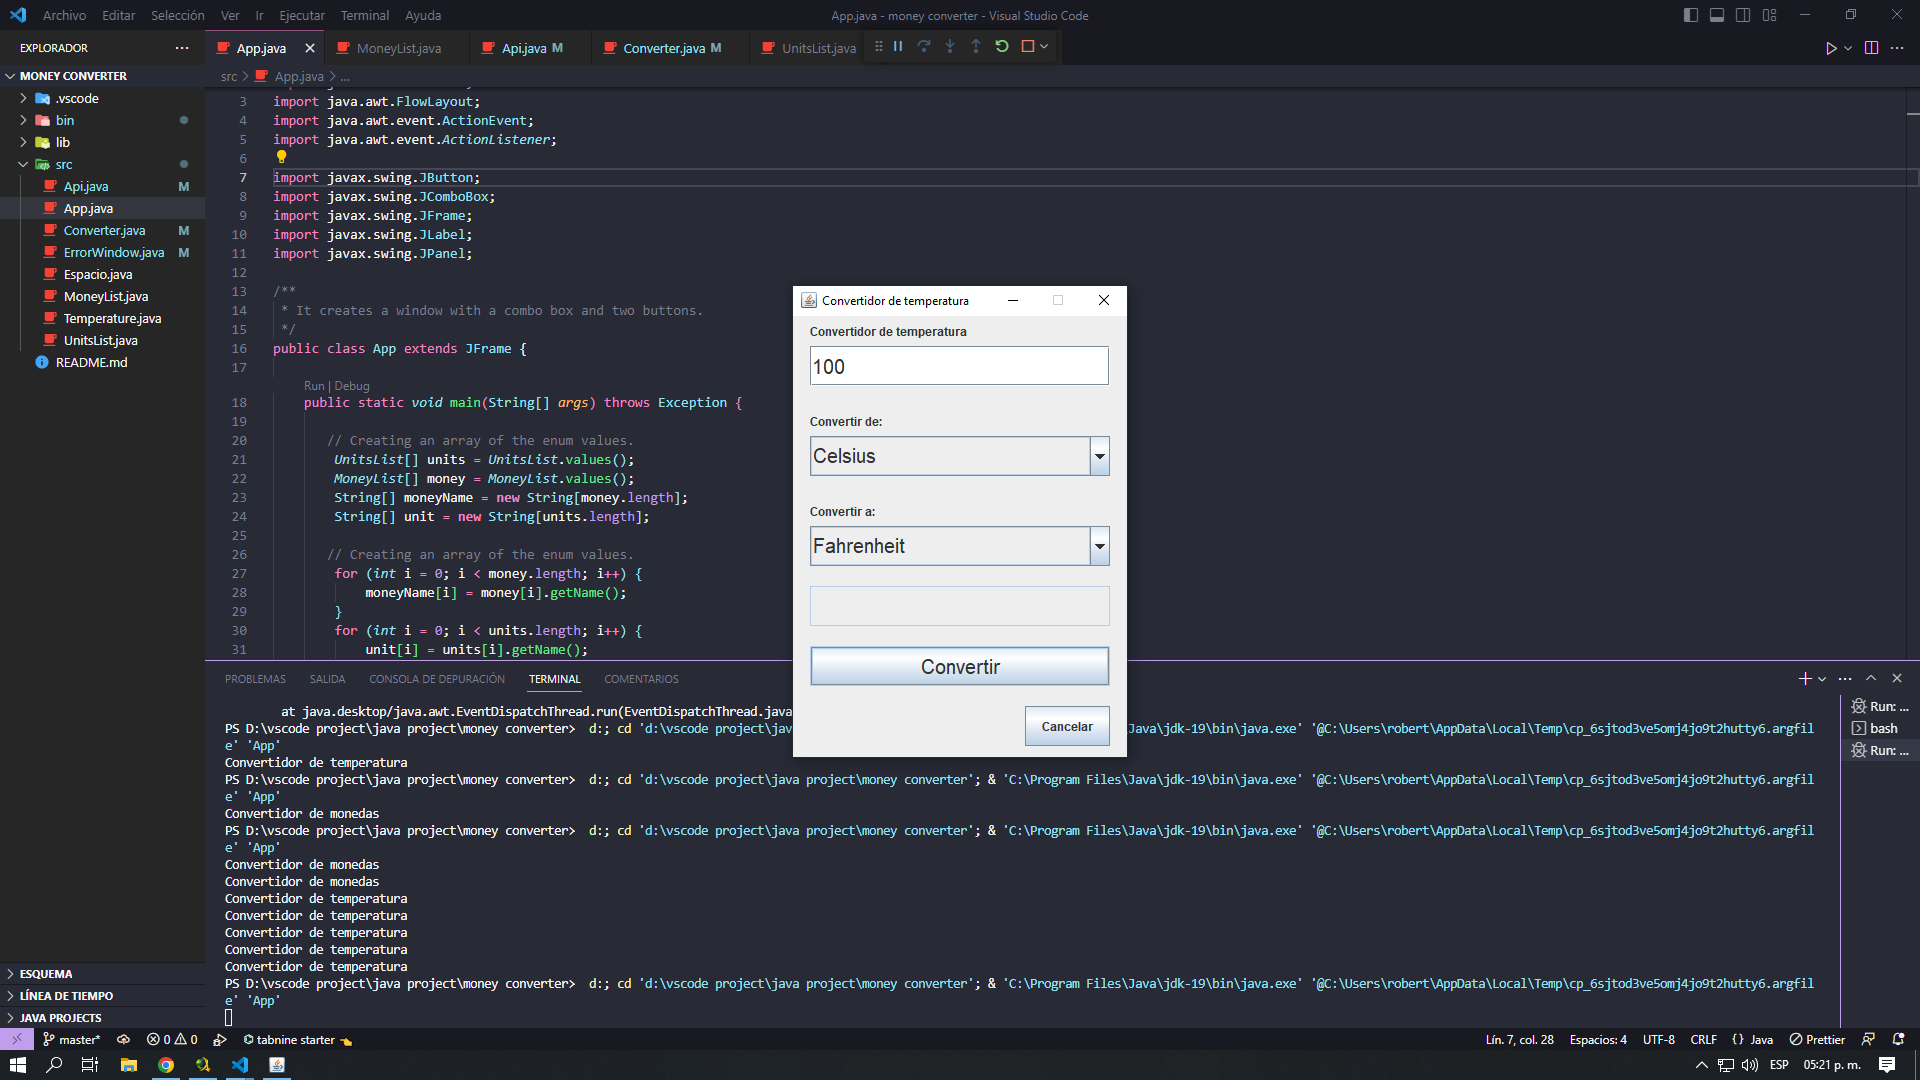 Archivo Editar Selección Ver Ir Ejecutar Terminal Ayuda
App.java - money converter - Visual Studio Code
EXPLORADOR
App.java
MoneyList.java
Api.java M
Converter.java M
UnitsList.java
MONEY CONVERTER
src > App.java > ...
.vscode
bin
lib
src
Api.java M
App.java
Converter.java M
ErrorWindow.java M
Espacio.java
MoneyList.java
Temperature.java
UnitsList.java
README.md
3 import java.awt.FlowLayout;
4 import java.awt.event.ActionEvent;
5 import java.awt.event.ActionListener;
6
7 import javax.swing.JButton;
8 import javax.swing.JComboBox;
9 import javax.swing.JFrame;
10 import javax.swing.JLabel;
11 import javax.swing.JPanel;
12
13 /**
14 * It creates a window with a combo box and two buttons.
15 */
16 public class App extends JFrame {
17
Run | Debug
18 public static void main(String[] args) throws Exception {
19
20 // Creating an array of the enum values.
21 UnitsList[] units = UnitsList.values();
22 MoneyList[] money = MoneyList.values();
23 String[] moneyName = new String[money.length];
24 String[] unit = new String[units.length];
25
26 // Creating an array of the enum values.
27 for (int i = 0; i < money.length; i++) {
28 moneyName[i] = money[i].getName();
29 }
30 for (int i = 0; i < units.length; i++) {
31 unit[i] = units[i].getName();
Convertidor de temperatura
Convertidor de temperatura
100
Convertir de:
Celsius
Convertir a:
Fahrenheit
Convertir
Cancelar
PROBLEMAS SALIDA CONSOLA DE DEPURACIÓN TERMINAL COMENTARIOS
at java.desktop/java.awt.EventDispatchThread.run(EventDispatchThread.java
PS D:\vscode project\java project\money converter> d:; cd 'd:\vscode project\jav Java\jdk-19\bin\java.exe' '@C:\Users\robert\AppData\Local\Temp\cp_6sjtod3ve5omj4jo9t2hutty6.argfil
e' 'App'
Convertidor de temperatura
PS D:\vscode project\java project\money converter> d:; cd 'd:\vscode project\java project\money converter'; & 'C:\Program Files\Java\jdk-19\bin\java.exe' '@C:\Users\robert\AppData\Local\Temp\cp_6sjtod3ve5omj4jo9t2hutty6.argfil
e' 'App'
Convertidor de monedas
PS D:\vscode project\java project\money converter> d:; cd 'd:\vscode project\java project\money converter'; & 'C:\Program Files\Java\jdk-19\bin\java.exe' '@C:\Users\robert\AppData\Local\Temp\cp_6sjtod3ve5omj4jo9t2hutty6.argfil
e' 'App'
Convertidor de monedas
Convertidor de monedas
Convertidor de temperatura
Convertidor de temperatura
Convertidor de temperatura
Convertidor de temperatura
Convertidor de temperatura
PS D:\vscode project\java project\money converter> d:; cd 'd:\vscode project\java project\money converter'; & 'C:\Program Files\Java\jdk-19\bin\java.exe' '@C:\Users\robert\AppData\Local\Temp\cp_6sjtod3ve5omj4jo9t2hutty6.argfil
e' 'App'
Run: ...
bash
Run: ...
ESQUEMA
LÍNEA DE TIEMPO
JAVA PROJECTS
master* 0 0 tabnine starter
Lín. 7, col. 28 Espacios: 4 UTF-8 CRLF {} Java Prettier
ESP 05:21 p. m.